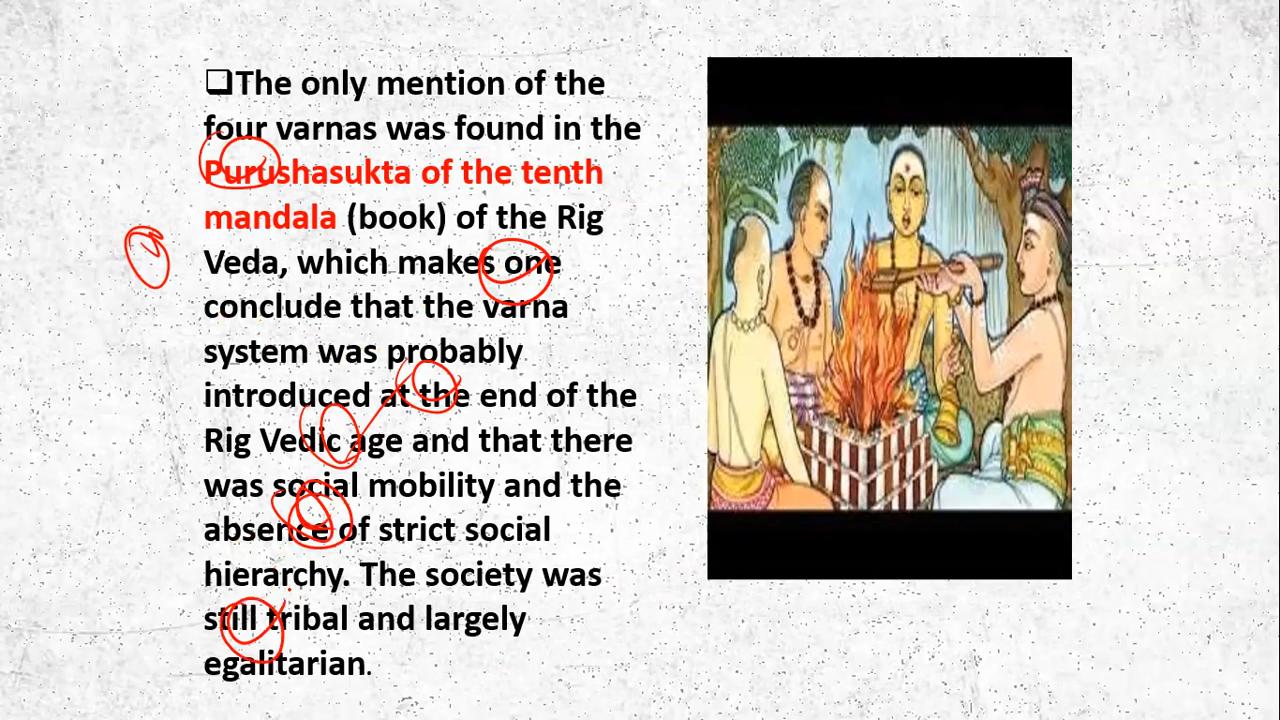 ❑The only mention of the
four varnas was found in the
Purushasukta of the tenth
mandala (book) of the Rig
Veda, which makes one
conclude that the varna
system was probably
introduced at the end of the
Rig Vedic age and that there
was social mobility and the
absence of strict social
hierarchy. The society was
still tribal and largely
egalitarian.